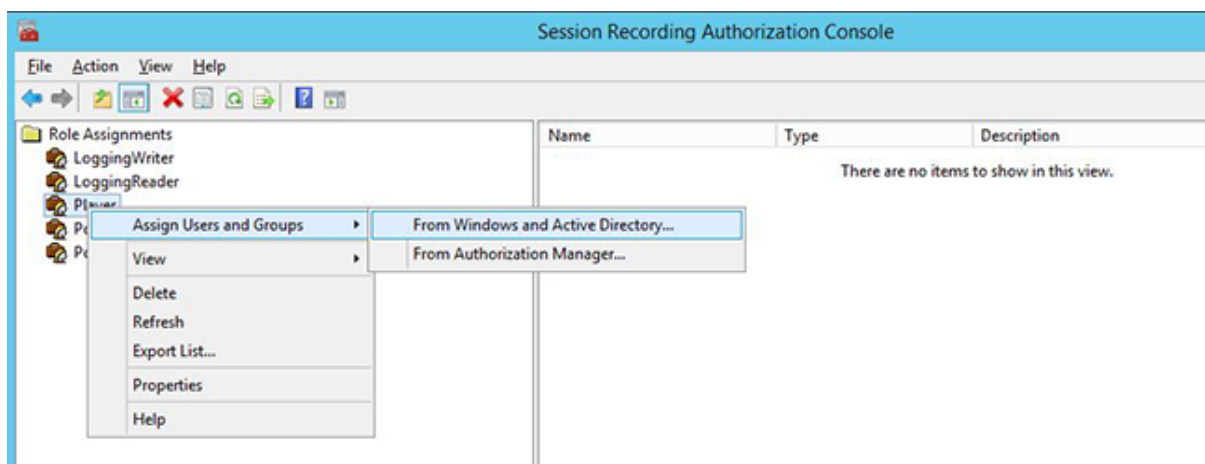 Session Recording Authorization Console
File Action View Help
Role Assignments
LoggingWriter
LoggingReader
Player
Name Type Description
There are no items to show in this view.
Assign Users and Groups
From Windows and Active Directory...
From Authorization Manager...
View
Delete
Refresh
Export List...
Properties
Help